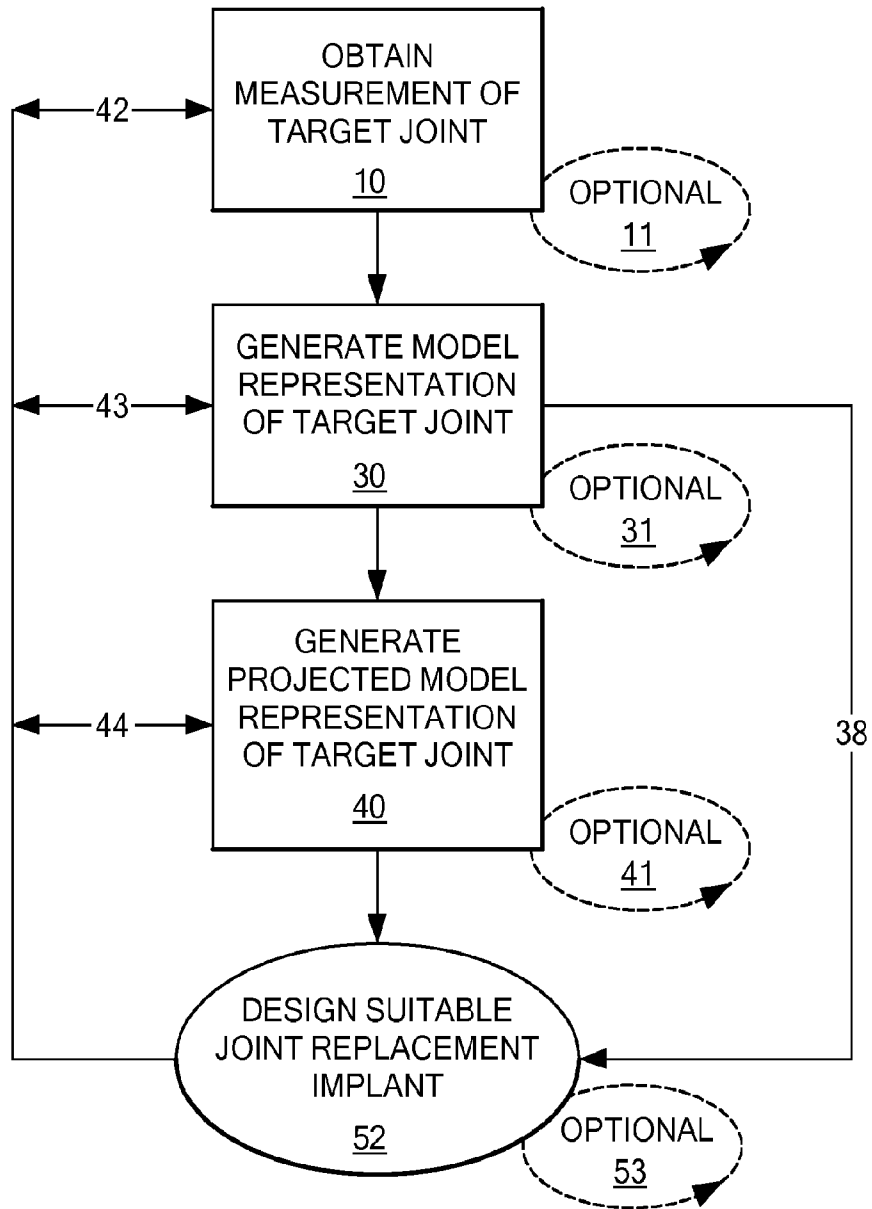 OBTAIN
MEASUREMENT OF
TARGET JOINT
10
42
OPTIONAL
11
GENERATE MODEL
REPRESENTATION
OF TARGET JOINT
30
43
OPTIONAL
31
GENERATE
PROJECTED MODEL
REPRESENTATION
OF TARGET JOINT
40
44
38
OPTIONAL
41
DESIGN SUITABLE
JOINT REPLACEMENT
IMPLANT
52
OPTIONAL
53